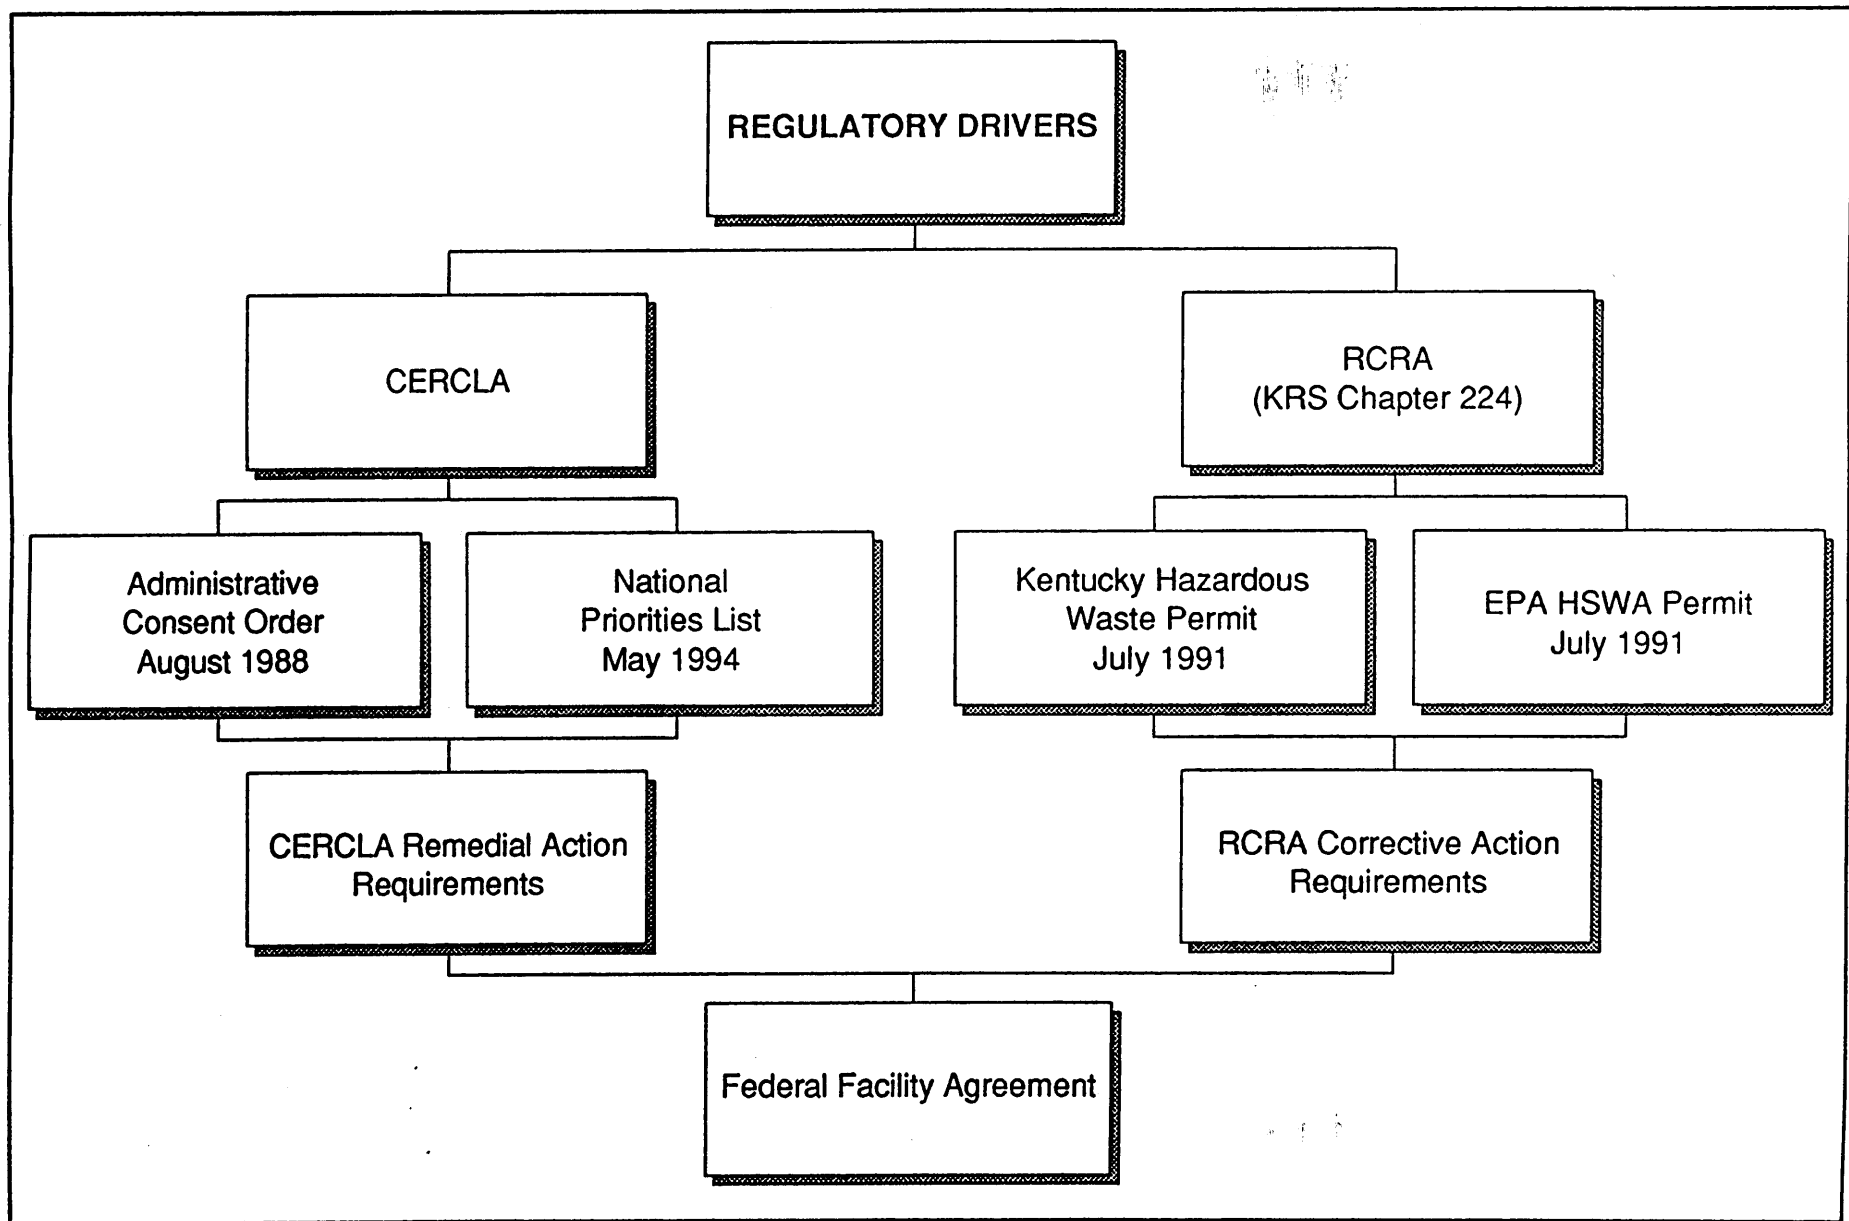 REGULATORY DRIVERS
CERCLA
RCRA
(KRS Chapter 224)
Administrative
Consent Order
August 1988
National
Priorities List
May 1994
Kentucky Hazardous
Waste Permit
July 1991
EPA HSWA Permit
July 1991
CERCLA Remedial Action
Requirements
RCRA Corrective Action
Requirements
Federal Facility Agreement